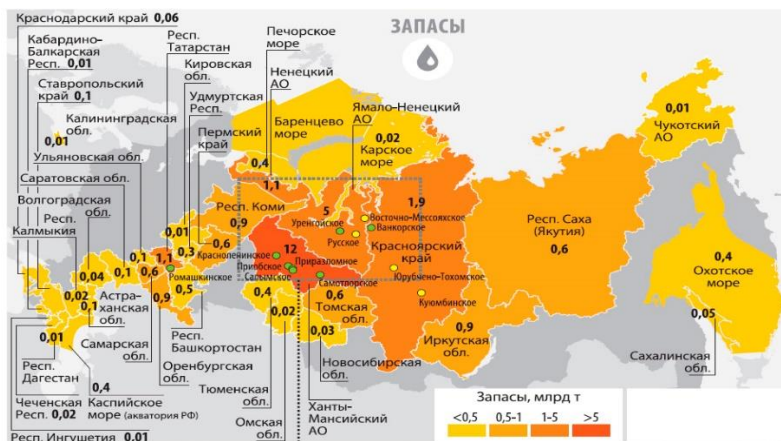 ЗАПАСЫ
Краснодарский край 0,06
Кабардино-
Балкарская
Респ. 0,01
Ставропольский
край 0,1
Калининградская
обл.
0,01
Ульяновская обл.
Саратовская обл.
Волгоградская
обл.
Респ.
Калмыкия
Респ.
Татарстан
Кировская
обл.
Удмуртская
Респ.
Пермский
край
Печорское
море
Ненецкий
АО
Баренцево
море
Ямало-Ненецкий
АО
0,02
Карское
море
0,01
Чукотский
АО
0,4
1,1
Респ. Коми
0,9
5
1,9
Уренгойское
Восточно-Мессояхское
Русское
Ванкорское
Красноярский
край
Респ. Саха
(Якутия)
0,6
0,4
Охотское
море
0,05
Сахалинская
обл.
0,01
0,3
0,6
12
Красноленинское
Приобское
Приразломное
Салымское
Самотлорское
Юрубчено-Тохомское
Куюмбинское
0,1
1,1
0,04
0,1
0,6
Ромашкинское
0,5
0,9
0,02
0,1
0,4
0,02
0,6
Томская
обл.
0,03
0,9
Иркутская
обл.
Астра-
ханская
обл.
Самарская
обл.
Респ.
Башкортостан
Оренбургская
обл.
Новосибирская
обл.
Тюменская
обл.
Омская
обл.
Ханты-
Мансийский
АО
0,01
Респ.
Дагестан
0,4
Чеченская
Респ. 0,02
Каспийское
море (акватория РФ)
Респ. Ингушетия 0,01
Запасы, млрд т
<0,5 0,5-1 1-5 >5